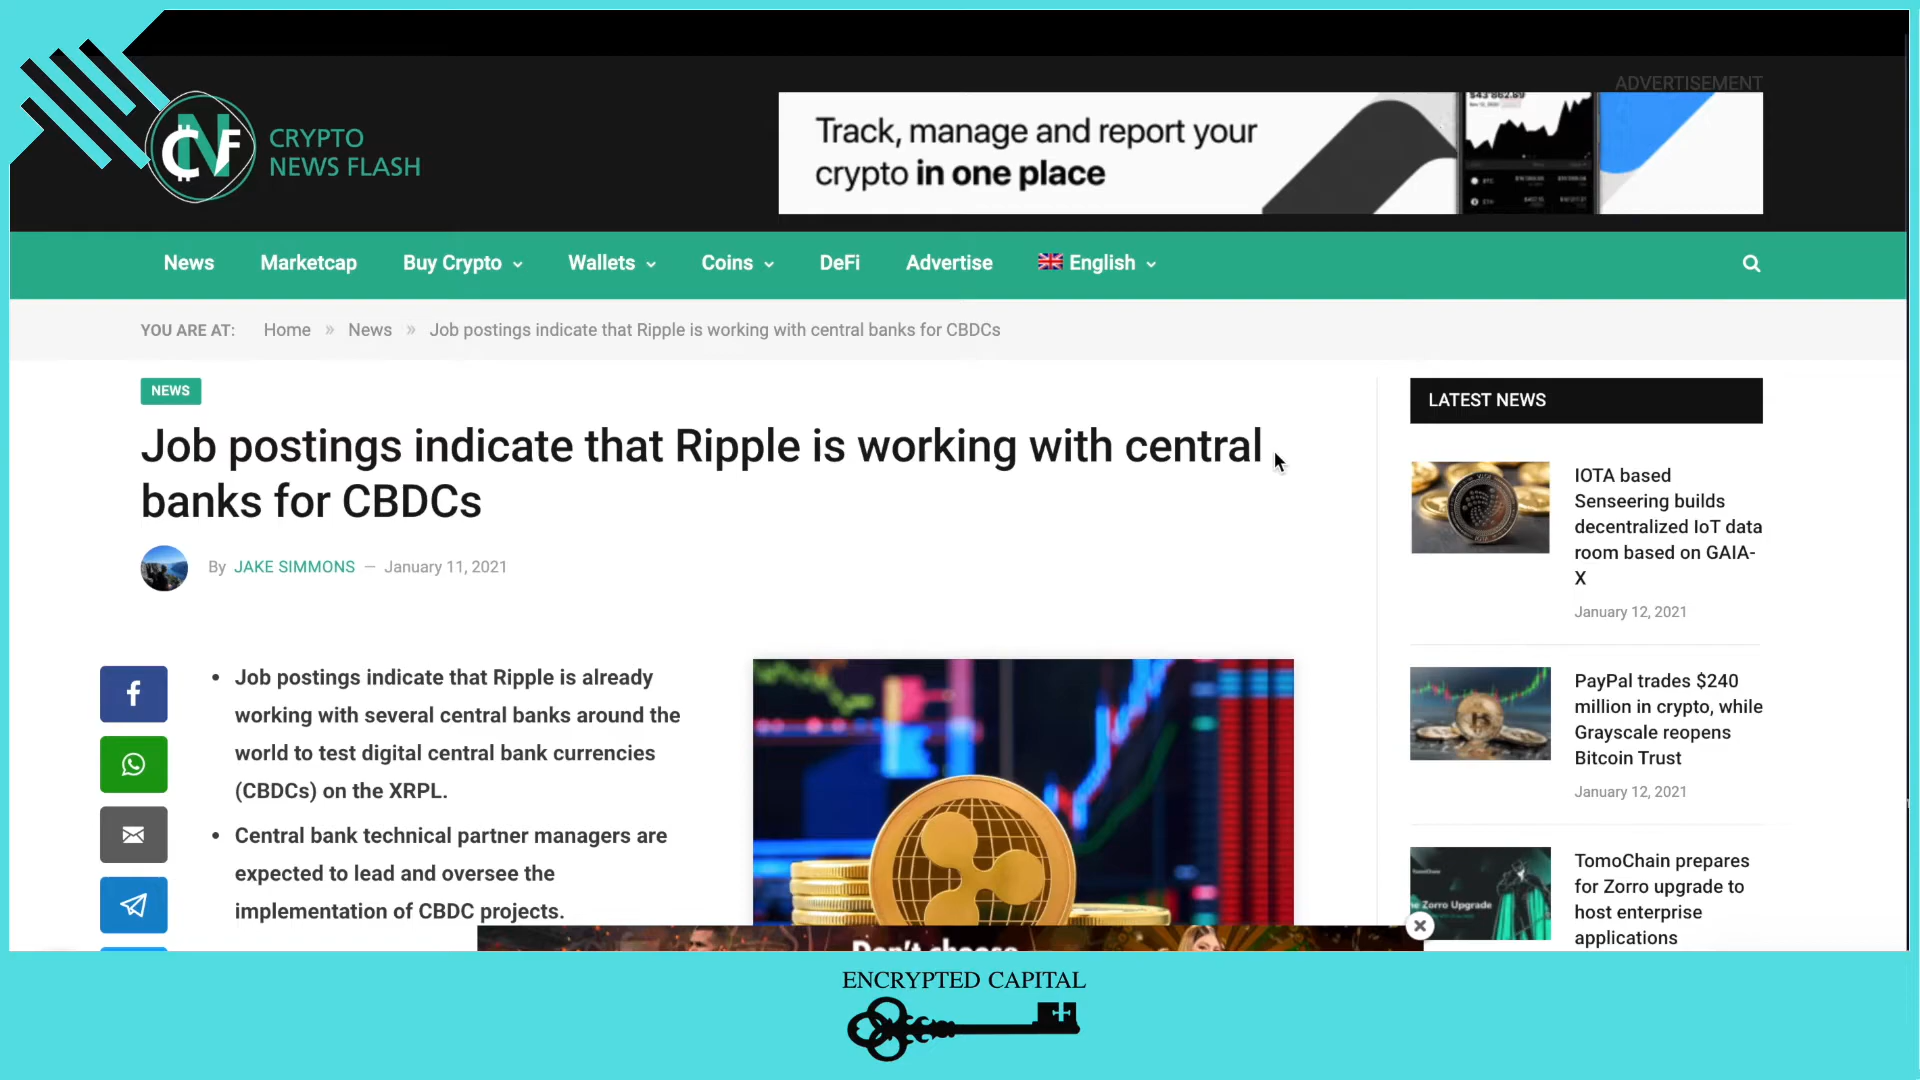 CRYPTO
NEWS FLASH
ADVERTISEMENT
Track, manage and report your
crypto in one place
News
Marketcap
Buy Crypto
Wallets
Coins
DeFi
Advertise
English
YOU ARE AT: Home » News » Job postings indicate that Ripple is working with central banks for CBDCs
NEWS
Job postings indicate that Ripple is working with central
banks for CBDCs
By JAKE SIMMONS — January 11, 2021
• Job postings indicate that Ripple is already
working with several central banks around the
world to test digital central bank currencies
(CBDCs) on the XRPL.
• Central bank technical partner managers are
expected to lead and oversee the
implementation of CBDC projects.
LATEST NEWS
IOTA based
Senseering builds
decentralized IoT data
room based on GAIA-
X
January 12, 2021
PayPal trades $240
million in crypto, while
Grayscale reopens
Bitcoin Trust
January 12, 2021
Zorro Upgrade
TomoChain prepares
for Zorro upgrade to
host enterprise
applications
Don't choose
ENCRYPTED CAPITAL